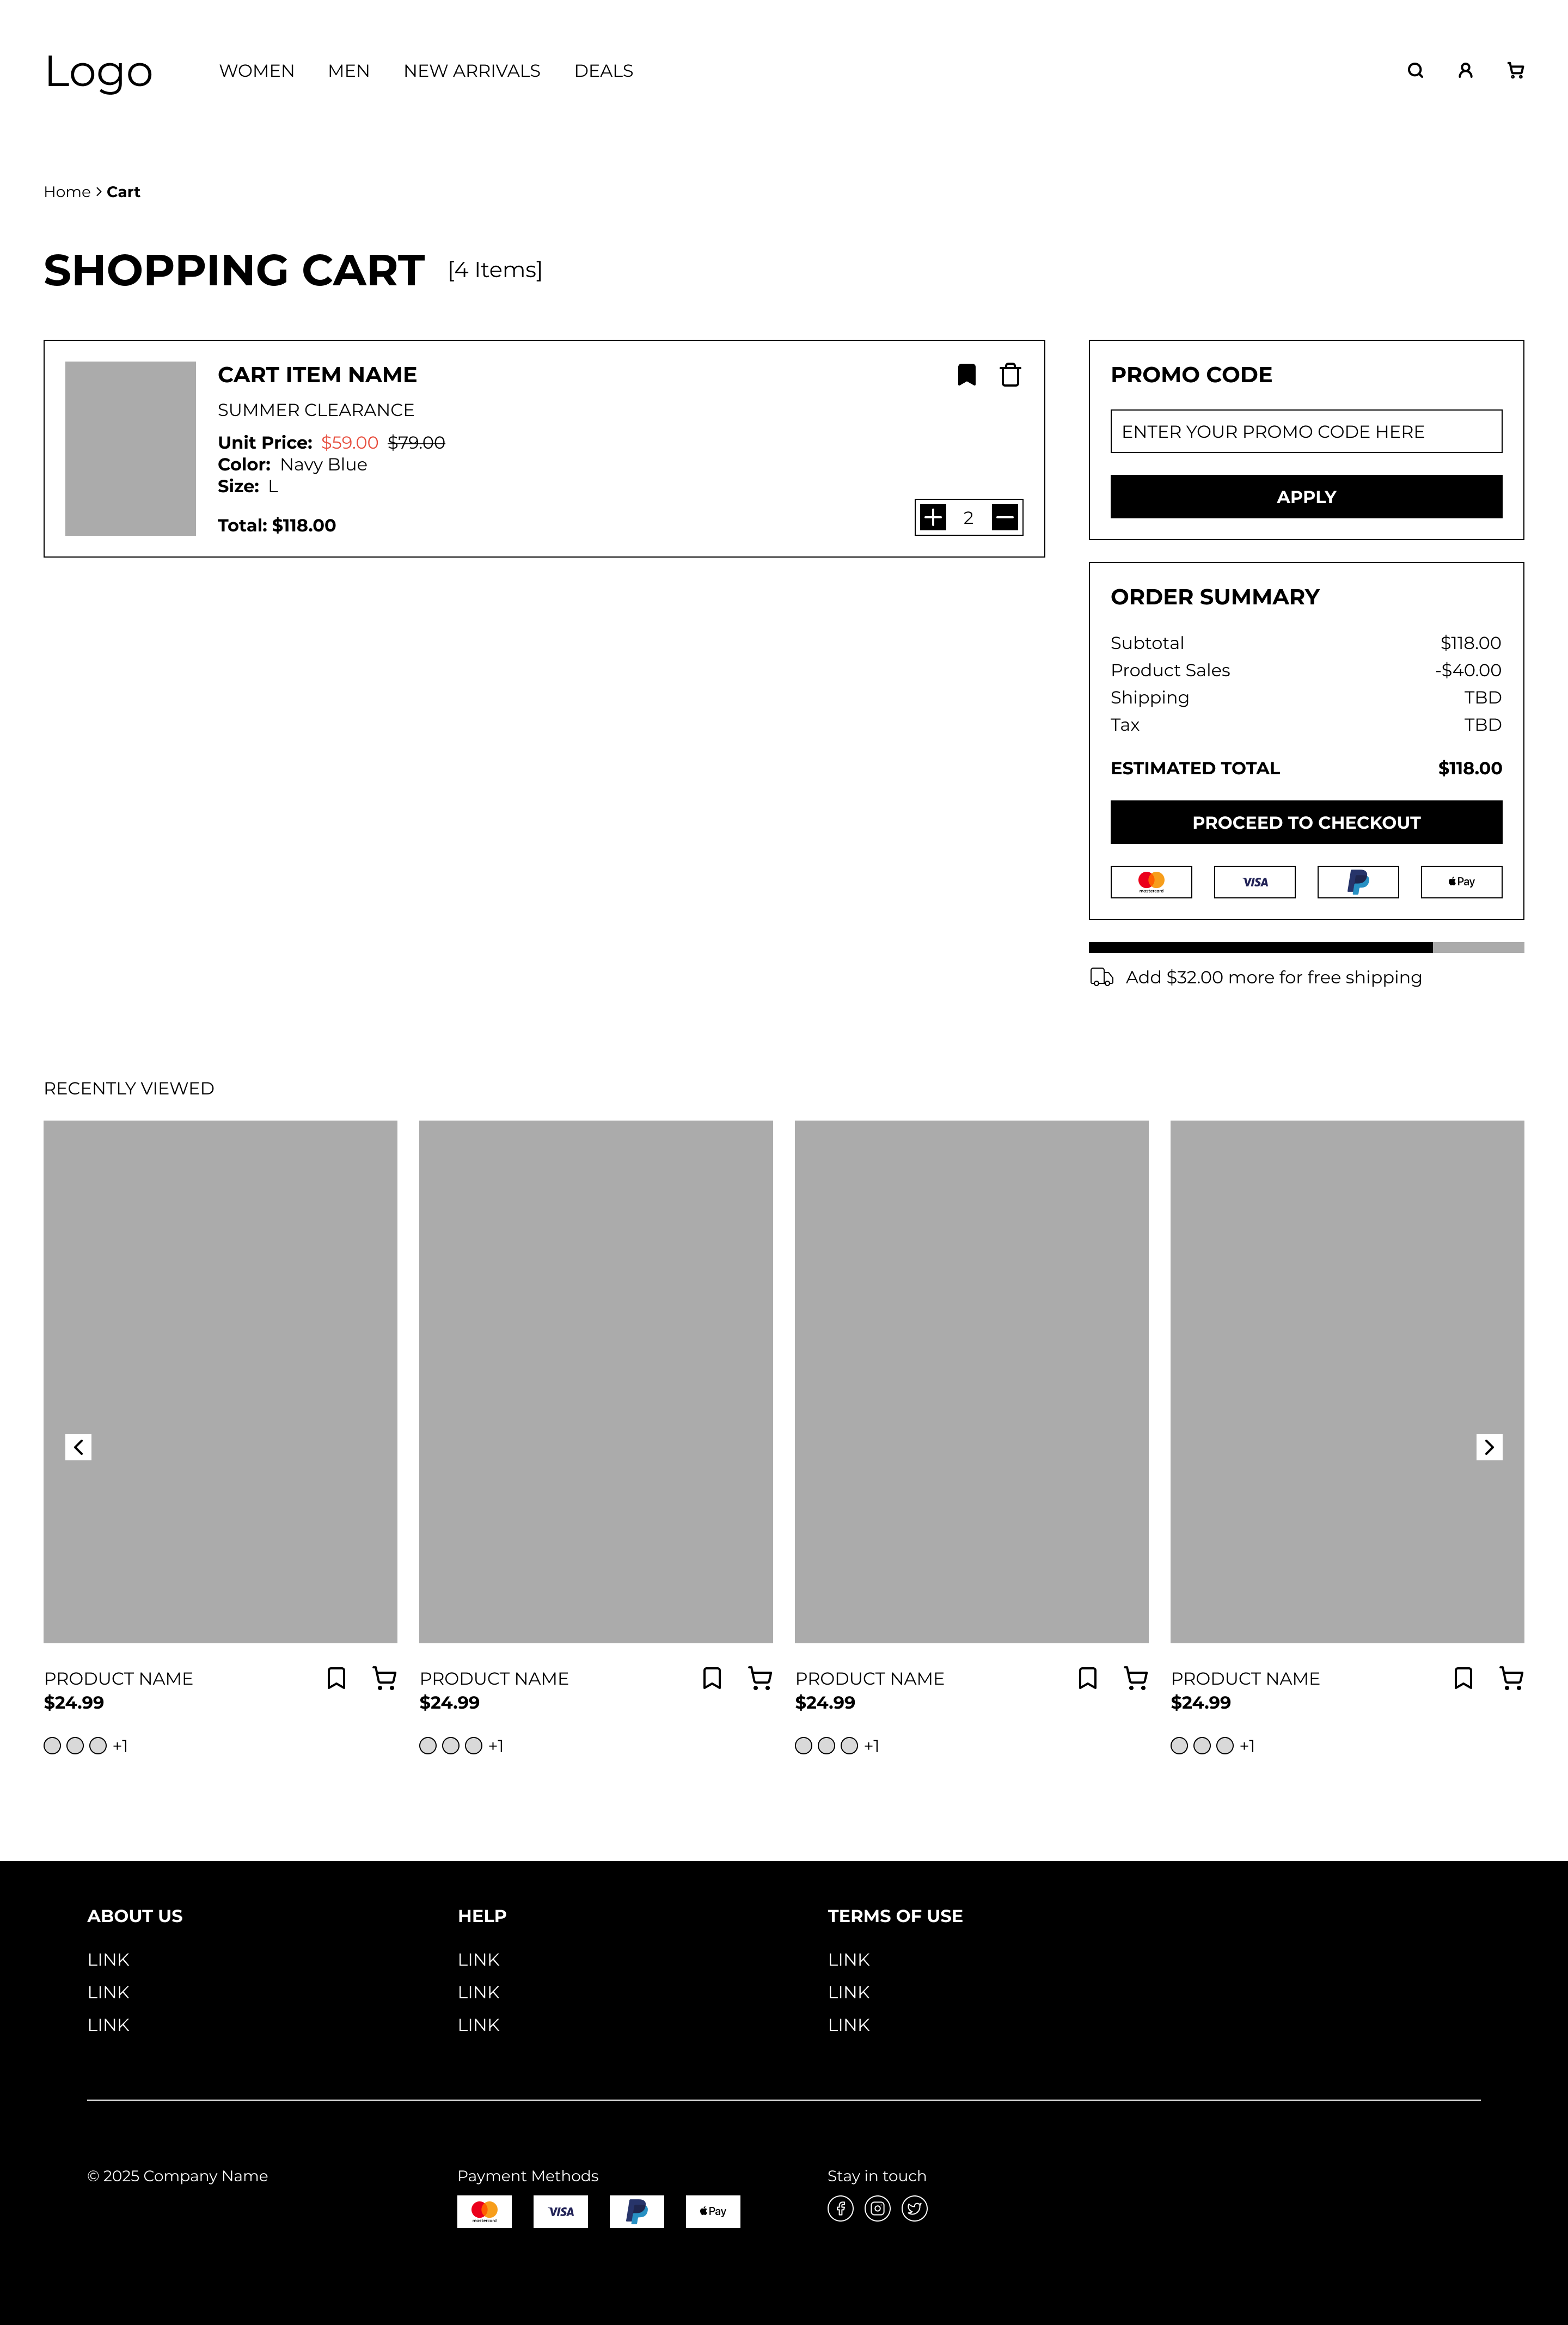 Logo
WOMEN MEN NEW ARRIVALS DEALS
Home > Cart
SHOPPING CART [4 Items]
CART ITEM NAME
SUMMER CLEARANCE
Unit Price: $59.00 $79.00
Color: Navy Blue
Size: L
Total: $118.00
2
PROMO CODE
ENTER YOUR PROMO CODE HERE
APPLY
ORDER SUMMARY
Subtotal $118.00
Product Sales -$40.00
Shipping TBD
Tax TBD
ESTIMATED TOTAL $118.00
PROCEED TO CHECKOUT
mastercard VISA Pay
Add $32.00 more for free shipping
RECENTLY VIEWED
PRODUCT NAME PRODUCT NAME PRODUCT NAME PRODUCT NAME
$24.99 $24.99 $24.99 $24.99
+1 +1 +1 +1
ABOUT US HELP TERMS OF USE
LINK LINK LINK
LINK LINK LINK
LINK LINK LINK
© 2025 Company Name Payment Methods Stay in touch
mastercard VISA Pay